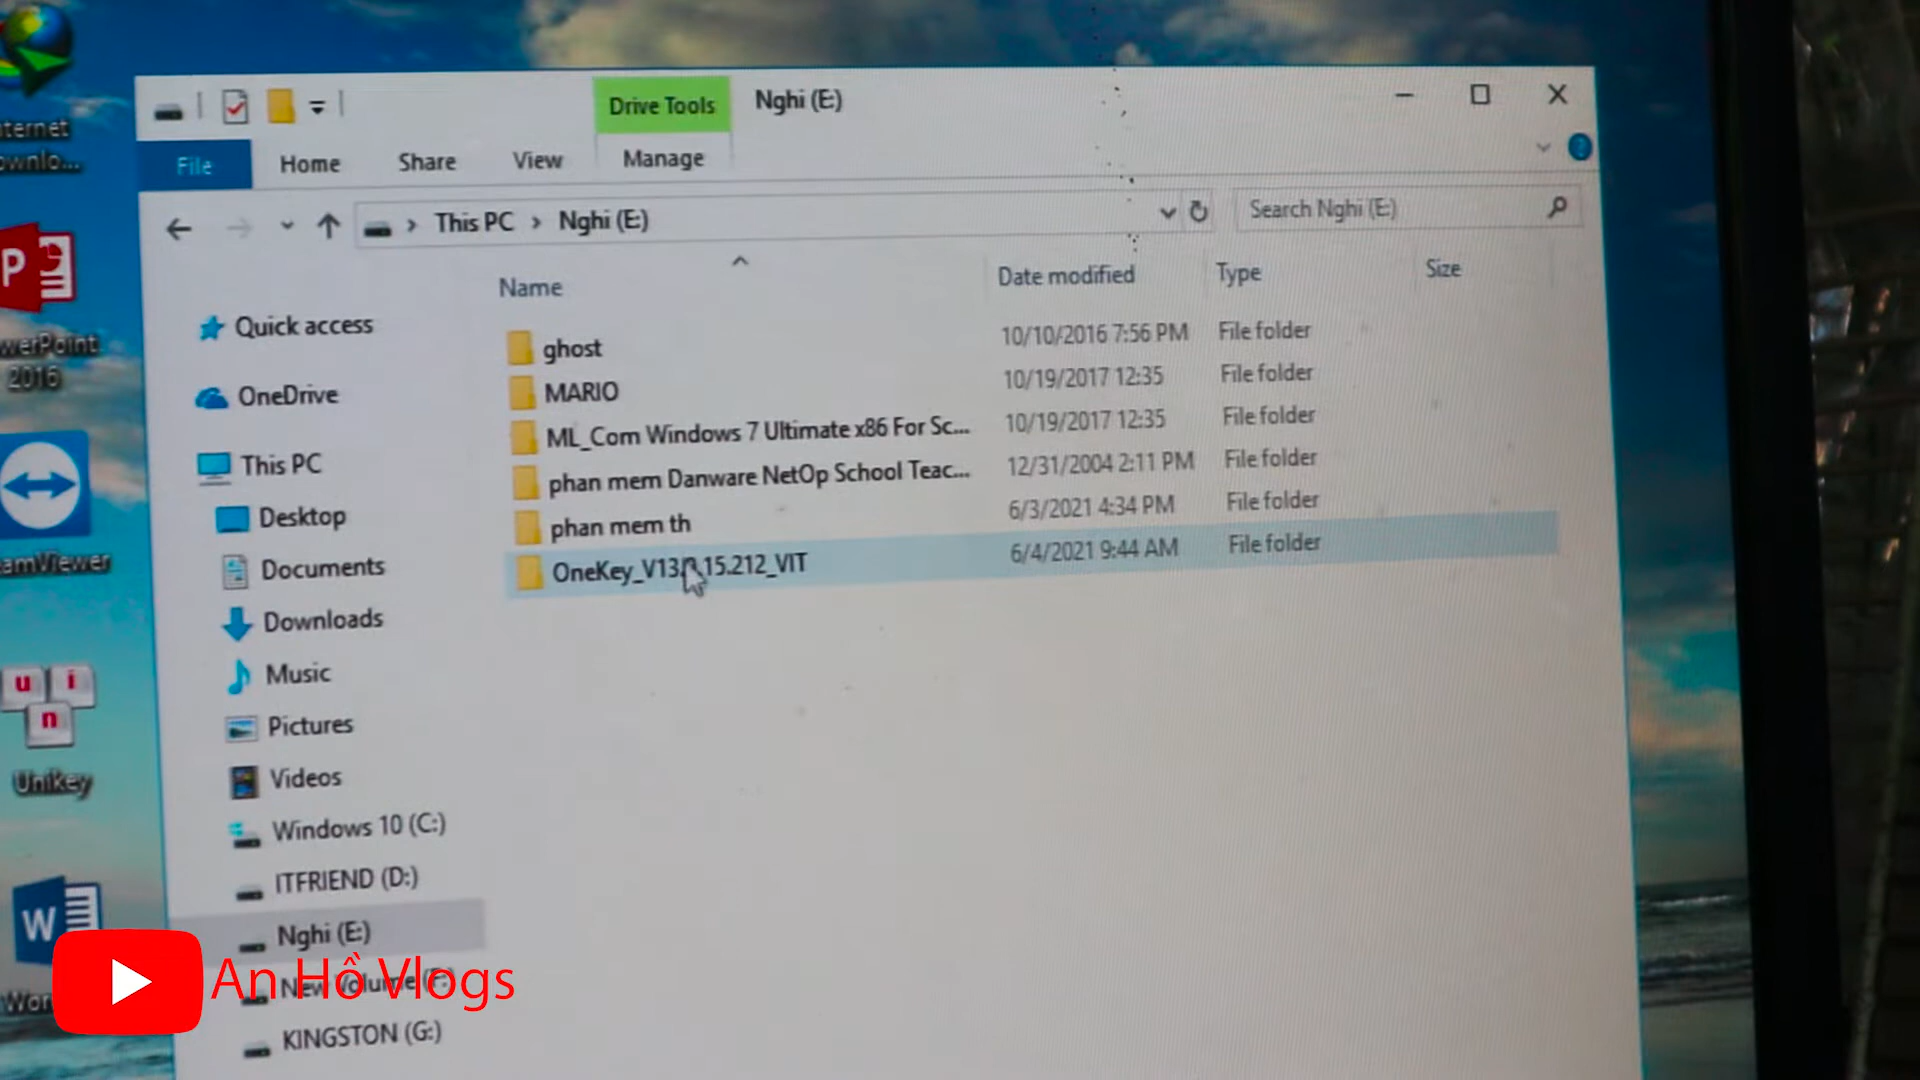 Drive Tools
Nghi (E:)
File
Home
Share
View
Manage
This PC
Nghi (E:)
Search Nghi (E:)
Name
Date modified
Type
Size
ghost
10/10/2016 7:56 PM
File folder
MARIO
10/19/2017 12:35
File folder
ML_Com Windows 7 Ultimate x86 For Sc...
10/19/2017 12:35
File folder
phan mem Danware NetOp School Teac...
12/31/2004 2:11 PM
File folder
phan mem th
6/3/2021 4:34 PM
File folder
OneKey_V13 15.212_VIT
6/4/2021 9:44 AM
File folder
Quick access
OneDrive
This PC
Desktop
Documents
Downloads
Music
Pictures
Videos
Windows 10 (C:)
ITFRIEND (D:)
Nghi (E:)
New Volume (F:)
KINGSTON (G:)
ternet
ownlo...
P
werPoint
2016
amViewer
u
i
n
Unikey
W
Wor
An Hồ Vlogs